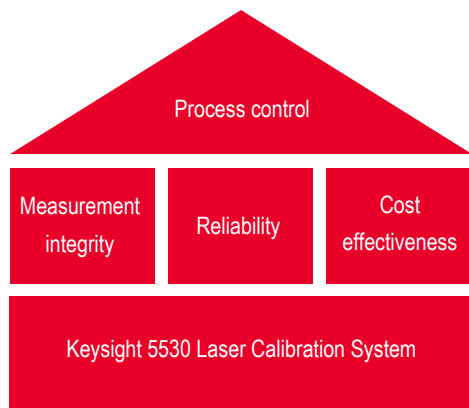 Process control
Measurement
integrity
Reliability
Cost
effectiveness
Keysight 5530 Laser Calibration System